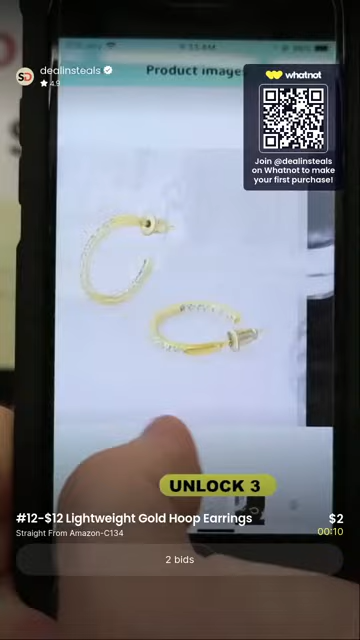 Product images
dealinsteals
4.9
whatnot
Join @dealinsteals
on Whatnot to make
your first purchase!
UNLOCK 3
#12-$12 Lightweight Gold Hoop Earrings
$2
Straight From Amazon-C134
00:10
2 bids